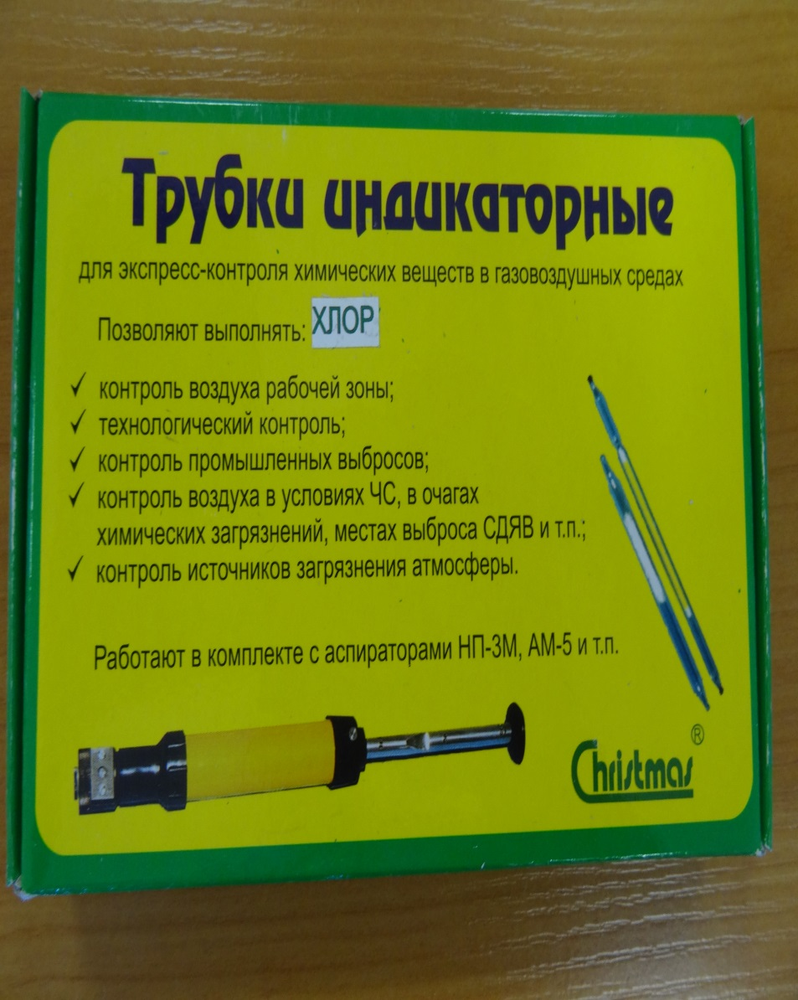 Трубки индикаторные
для экспресс-контроля химических веществ в газовоздушных средах
Позволяют выполнять: ХЛОР
✓ контроль воздуха рабочей зоны;
✓ технологический контроль;
✓ контроль промышленных выбросов;
✓ контроль воздуха в условиях ЧС, в очагах
химических загрязнений, местах выброса СДЯВ и т.п.;
✓ контроль источников загрязнения атмосферы.
Работают в комплекте с аспираторами НП-3М, АМ-5 и т.п.
Christmas ®